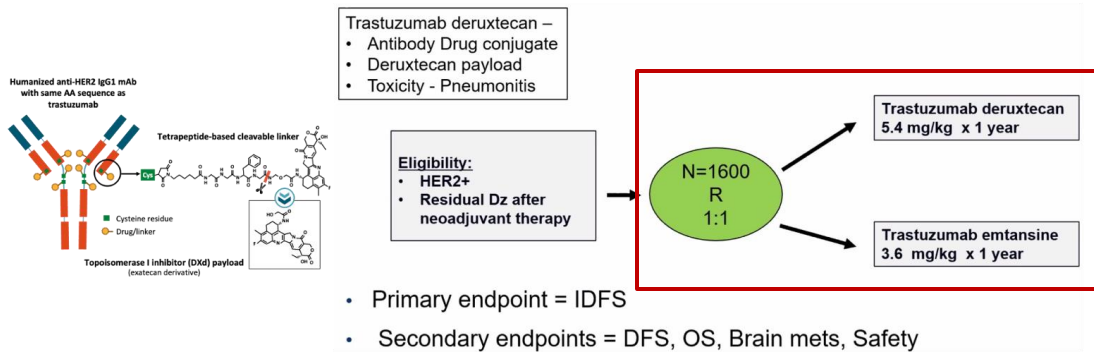 Humanized anti-HER2 IgG1 mAb
with same AA sequence as
trastuzumab
Tetrapeptide-based cleavable linker
Cys
Cysteine residue
Drug/linker
Topoisomerase I inhibitor (DXd) payload
(exatecan derivative)
Trastuzumab deruxtecan –
• Antibody Drug conjugate
• Deruxtecan payload
• Toxicity - Pneumonitis
Eligibility:
• HER2+
• Residual Dz after
neoadjuvant therapy
N=1600
R
1:1
Trastuzumab deruxtecan
5.4 mg/kg x 1 year
Trastuzumab emtansine
3.6 mg/kg x 1 year
• Primary endpoint = IDFS
• Secondary endpoints = DFS, OS, Brain mets, Safety